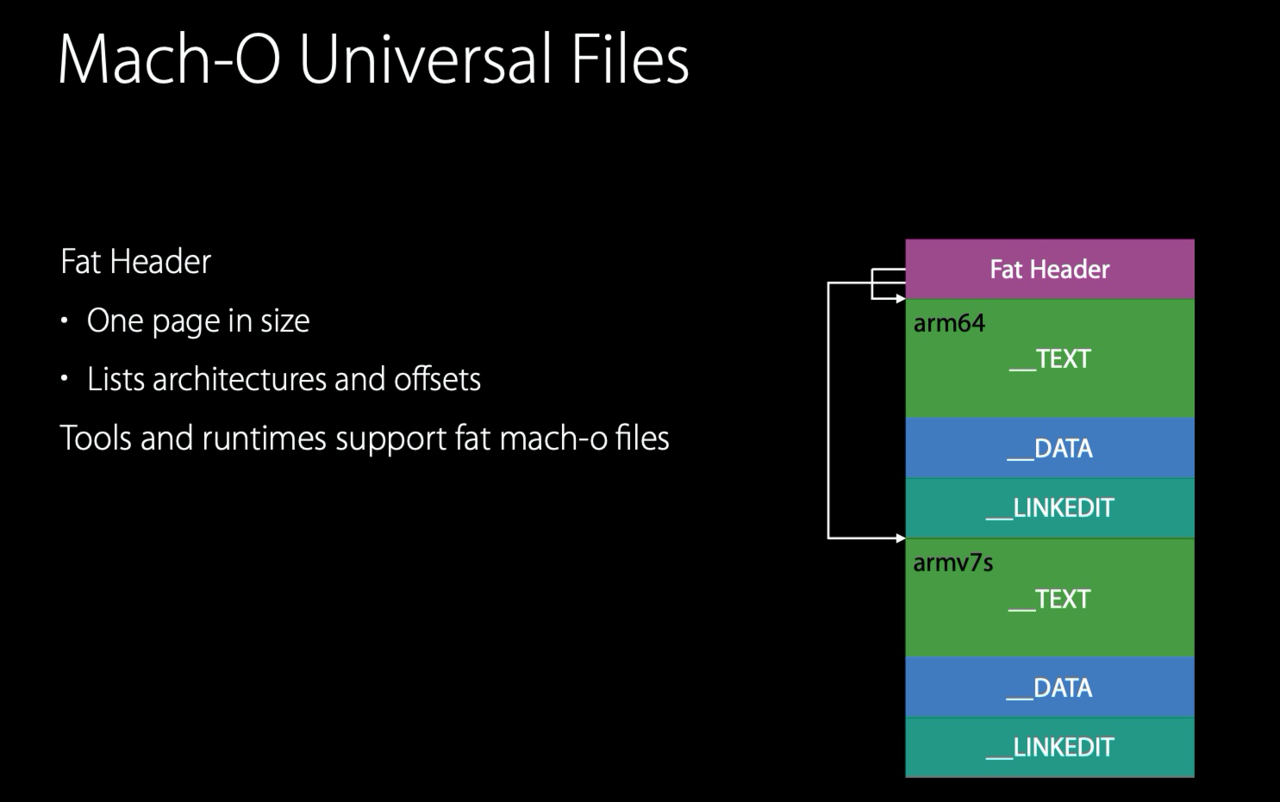 Mach-O Universal Files
Fat Header
• One page in size
• Lists architectures and offsets
Tools and runtimes support fat mach-o files
Fat Header
arm64
__TEXT
__DATA
__LINKEDIT
armv7s
__TEXT
__DATA
__LINKEDIT